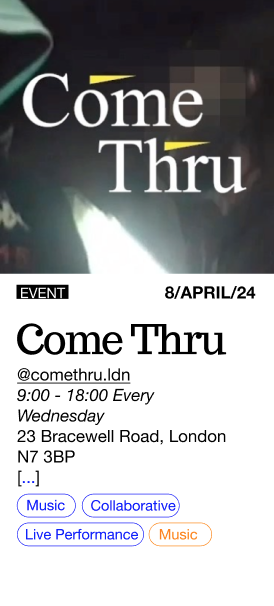 Come
Thru
EVENT
8/APRIL/24
Come Thru
@comethru.ldn
9:00 - 18:00 Every
Wednesday
23 Bracewell Road, London
N7 3BP
[...]
Music
Collaborative
Live Performance
Music